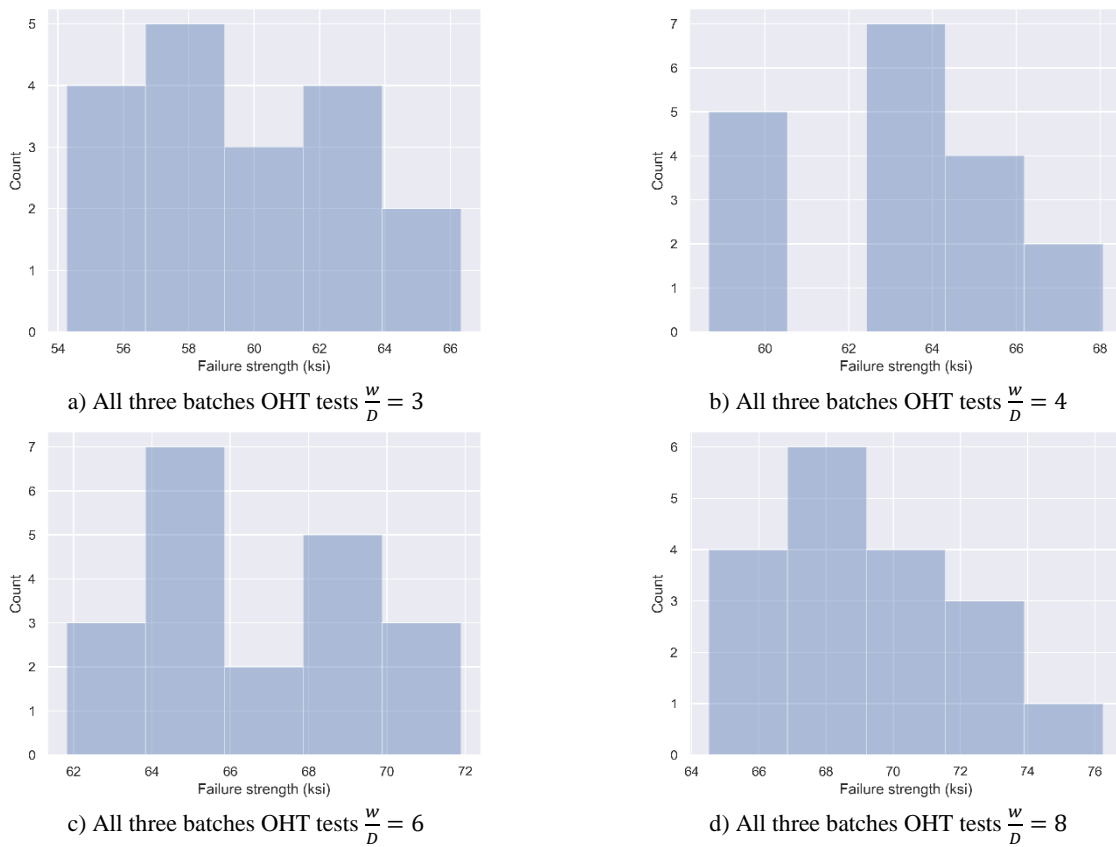 5
4
3
2
1
0
Count
54 56 58 60 62 64 66
Failure strength (ksi)
a) All three batches OHT tests w/D = 3
7
6
5
4
3
2
1
0
Count
60 62 64 66 68
Failure strength (ksi)
b) All three batches OHT tests w/D = 4
7
6
5
4
3
2
1
0
Count
62 64 66 68 70 72
Failure strength (ksi)
c) All three batches OHT tests w/D = 6
6
5
4
3
2
1
0
Count
64 66 68 70 72 74 76
Failure strength (ksi)
d) All three batches OHT tests w/D = 8